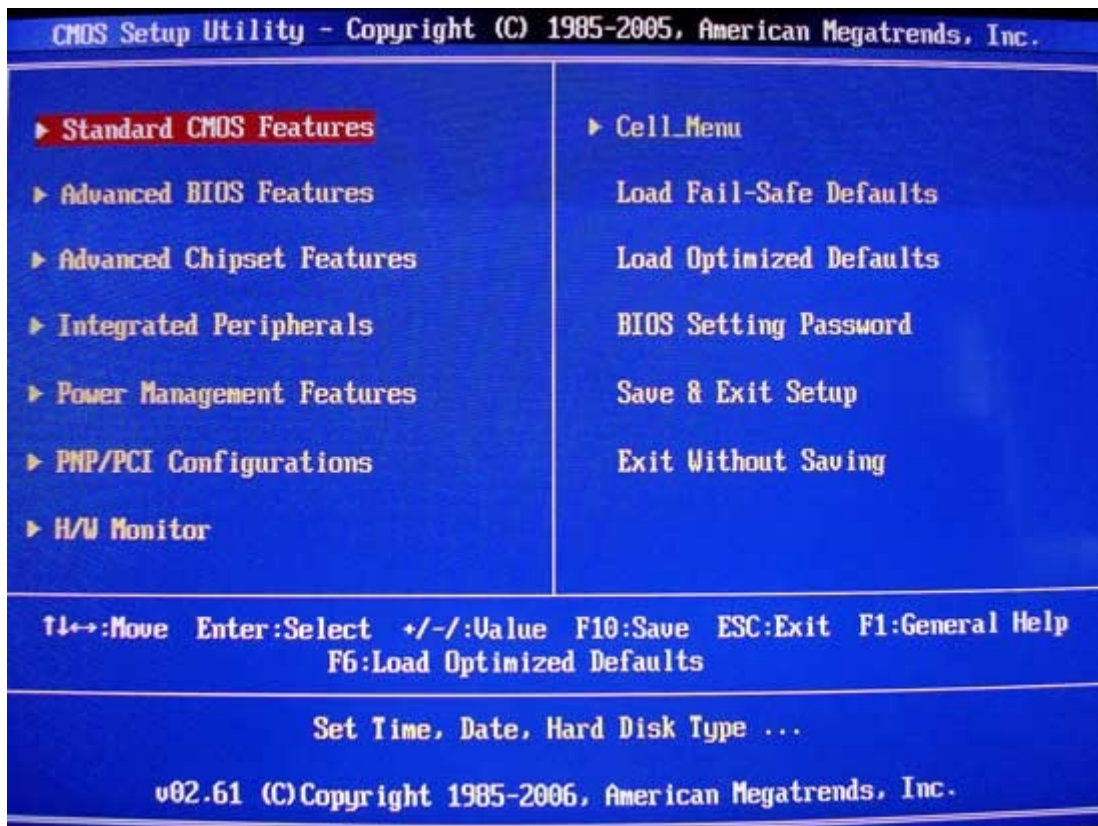 CMOS Setup Utility - Copyright (C) 1985-2005, American Megatrends, Inc.
▶ Standard CMOS Features
▶ Advanced BIOS Features
▶ Advanced Chipset Features
▶ Integrated Peripherals
▶ Power Management Features
▶ PNP/PCI Configurations
▶ H/W Monitor
▶ Cell_Menu
Load Fail-Safe Defaults
Load Optimized Defaults
BIOS Setting Password
Save & Exit Setup
Exit Without Saving
↑↓↔:Move Enter:Select +/-/:Value F10:Save ESC:Exit F1:General Help
F6:Load Optimized Defaults
Set Time, Date, Hard Disk Type ...
v02.61 (C)Copyright 1985-2006, American Megatrends, Inc.